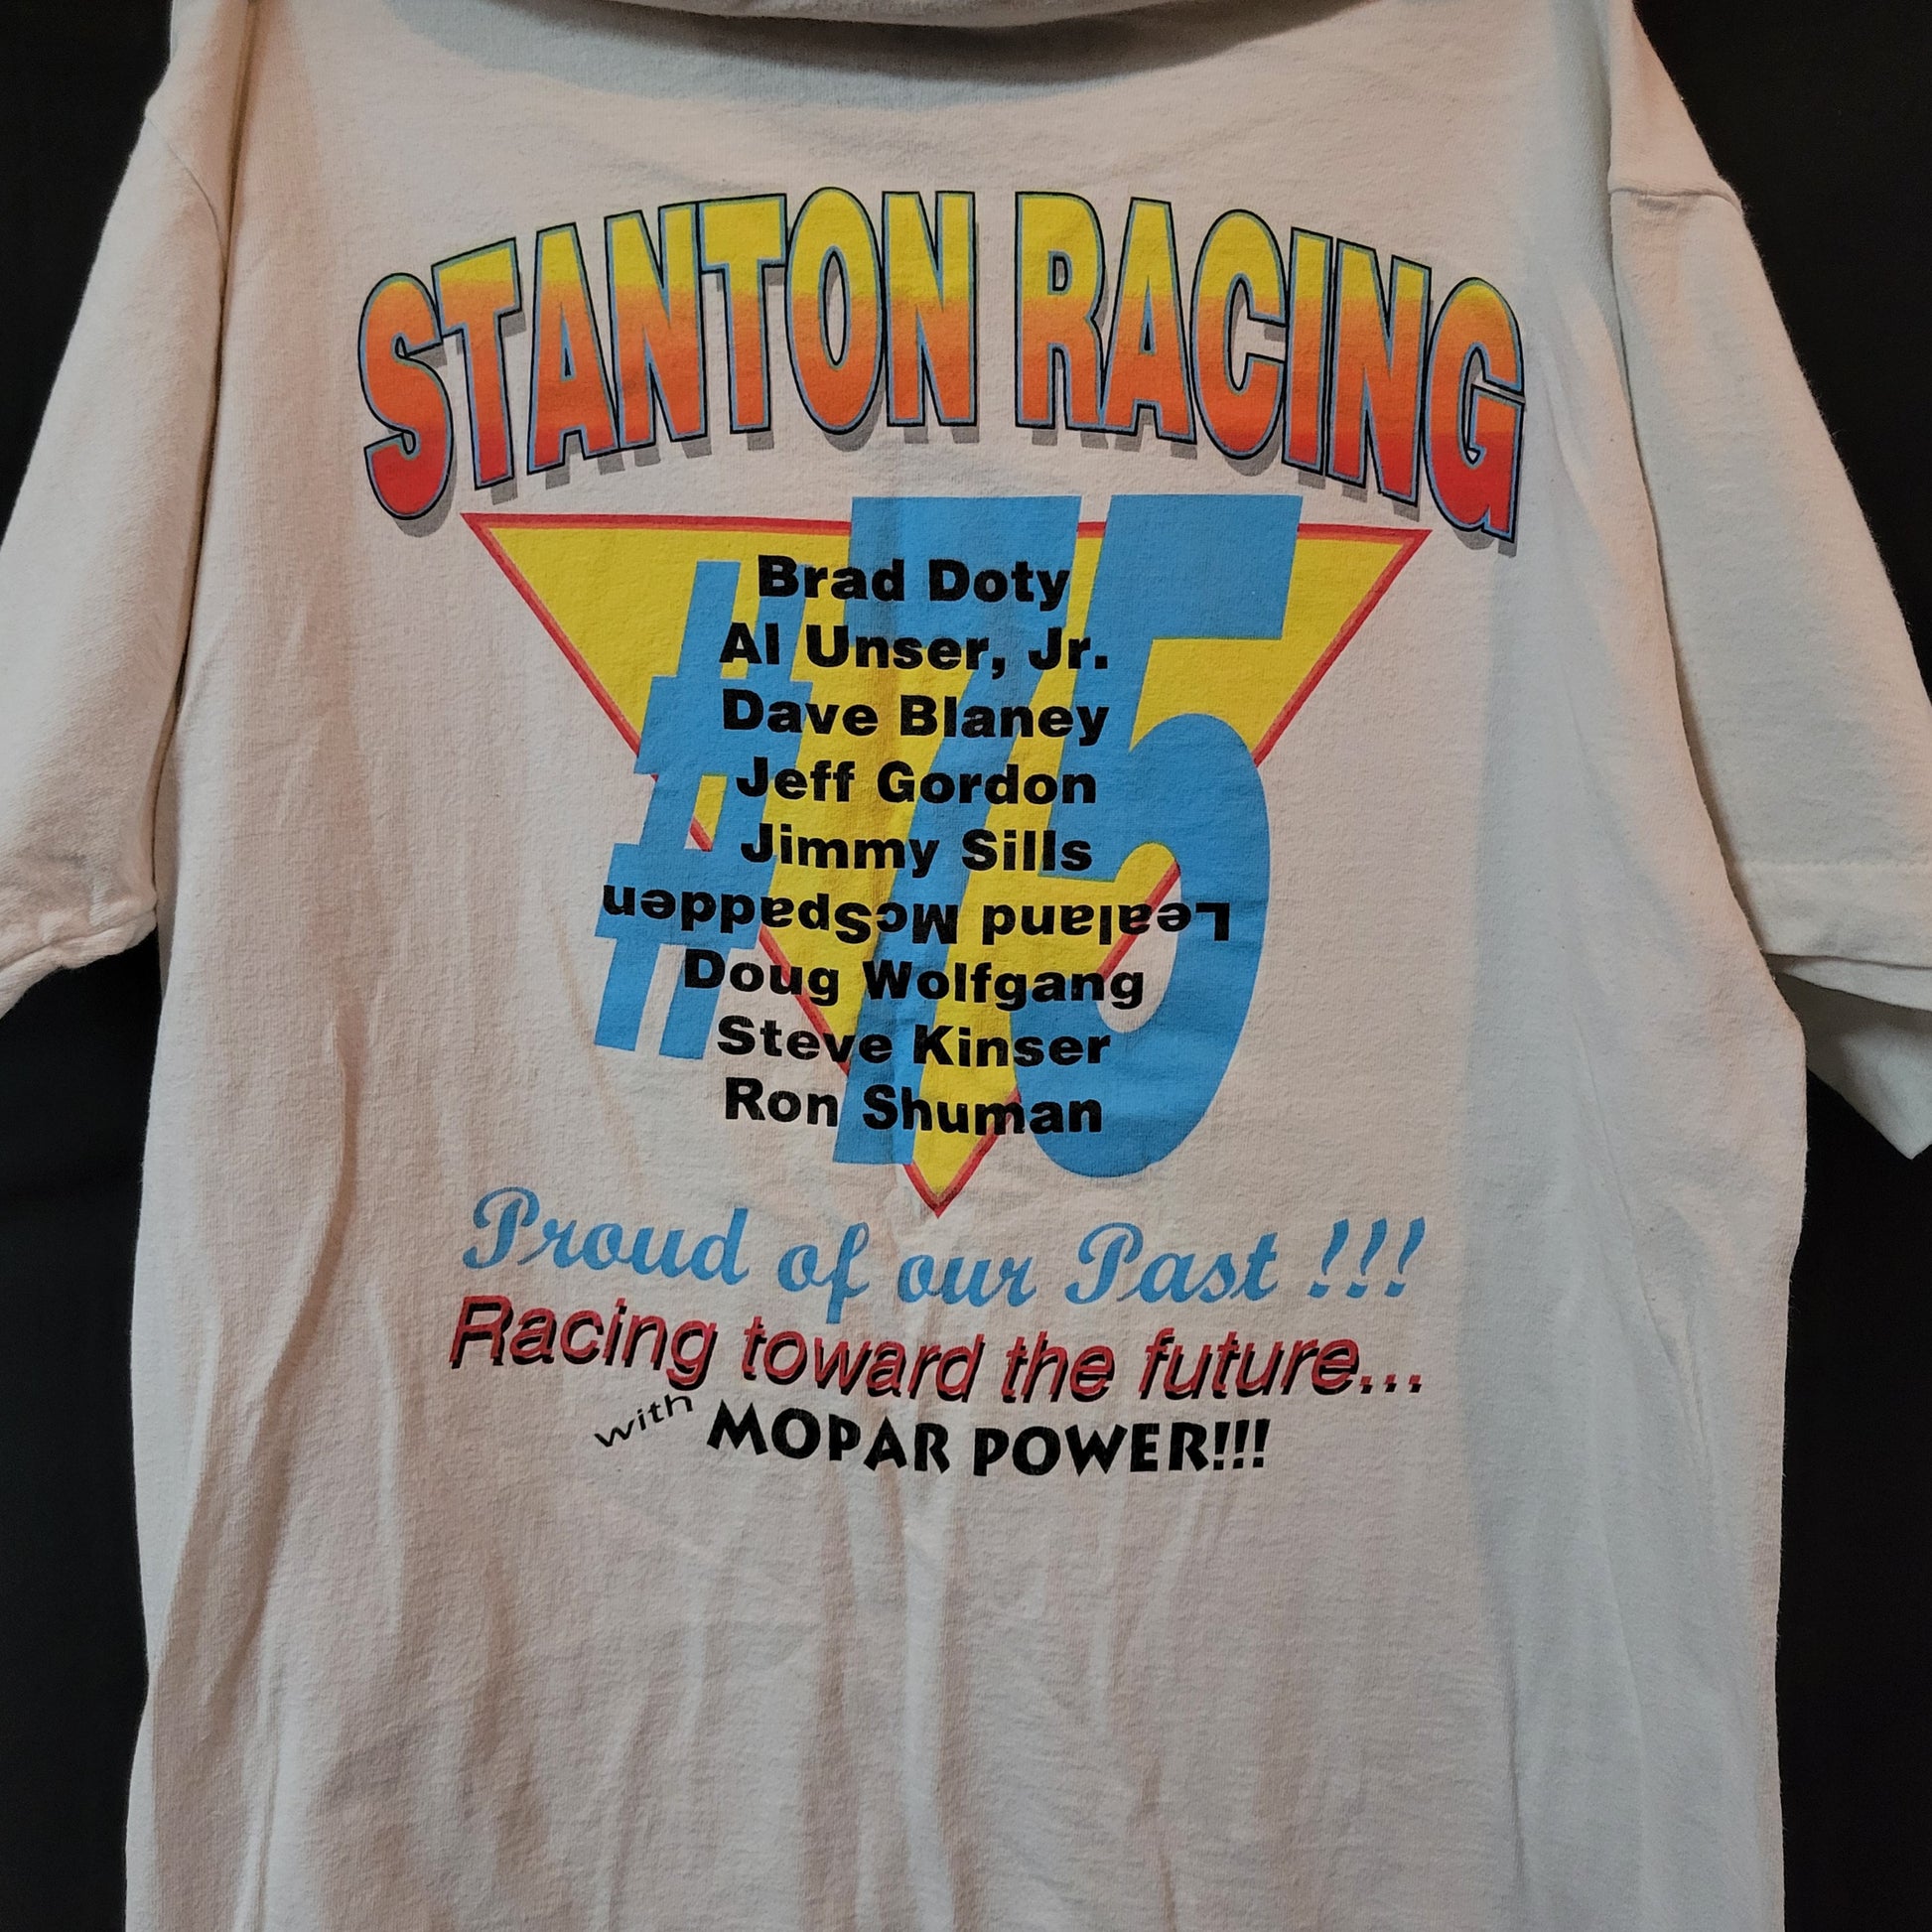 STANTON RACING
#75
Brad Doty
Al Unser, Jr.
Dave Blaney
Jeff Gordon
Jimmy Sills
Lealand McSpadden
Doug Wolfgang
Steve Kinser
Ron Shuman
Proud of our Past !!!
Racing toward the future...
with MOPAR POWER!!!